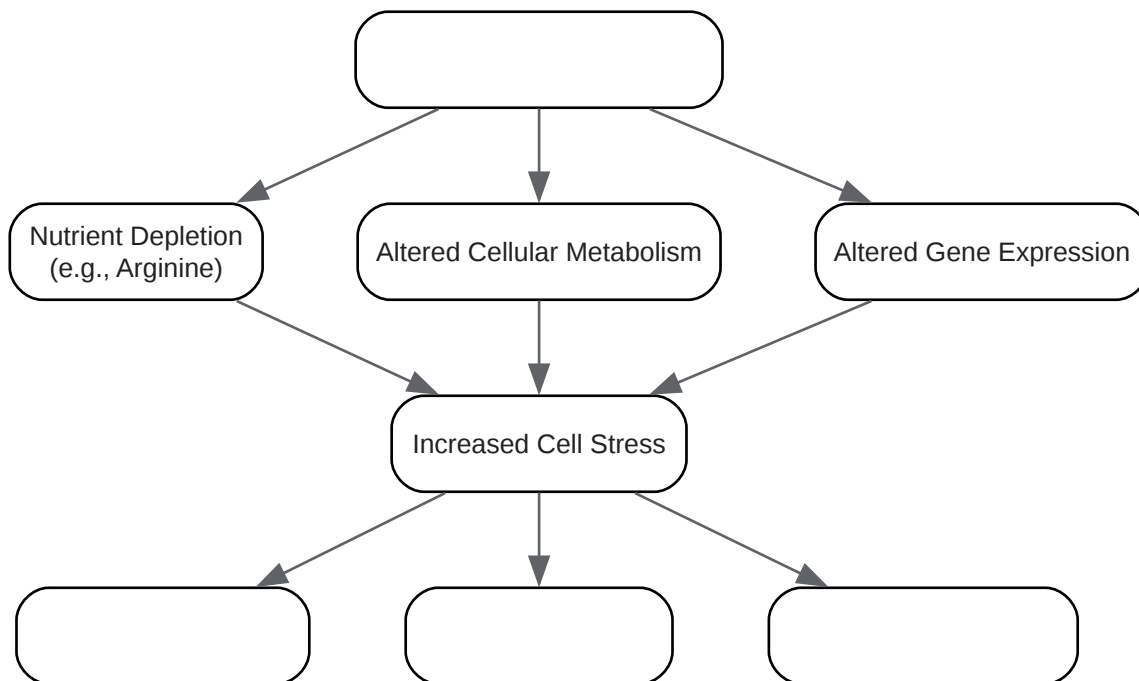 Nutrient Depletion
(e.g., Arginine)
Altered Cellular Metabolism
Altered Gene Expression
Increased Cell Stress